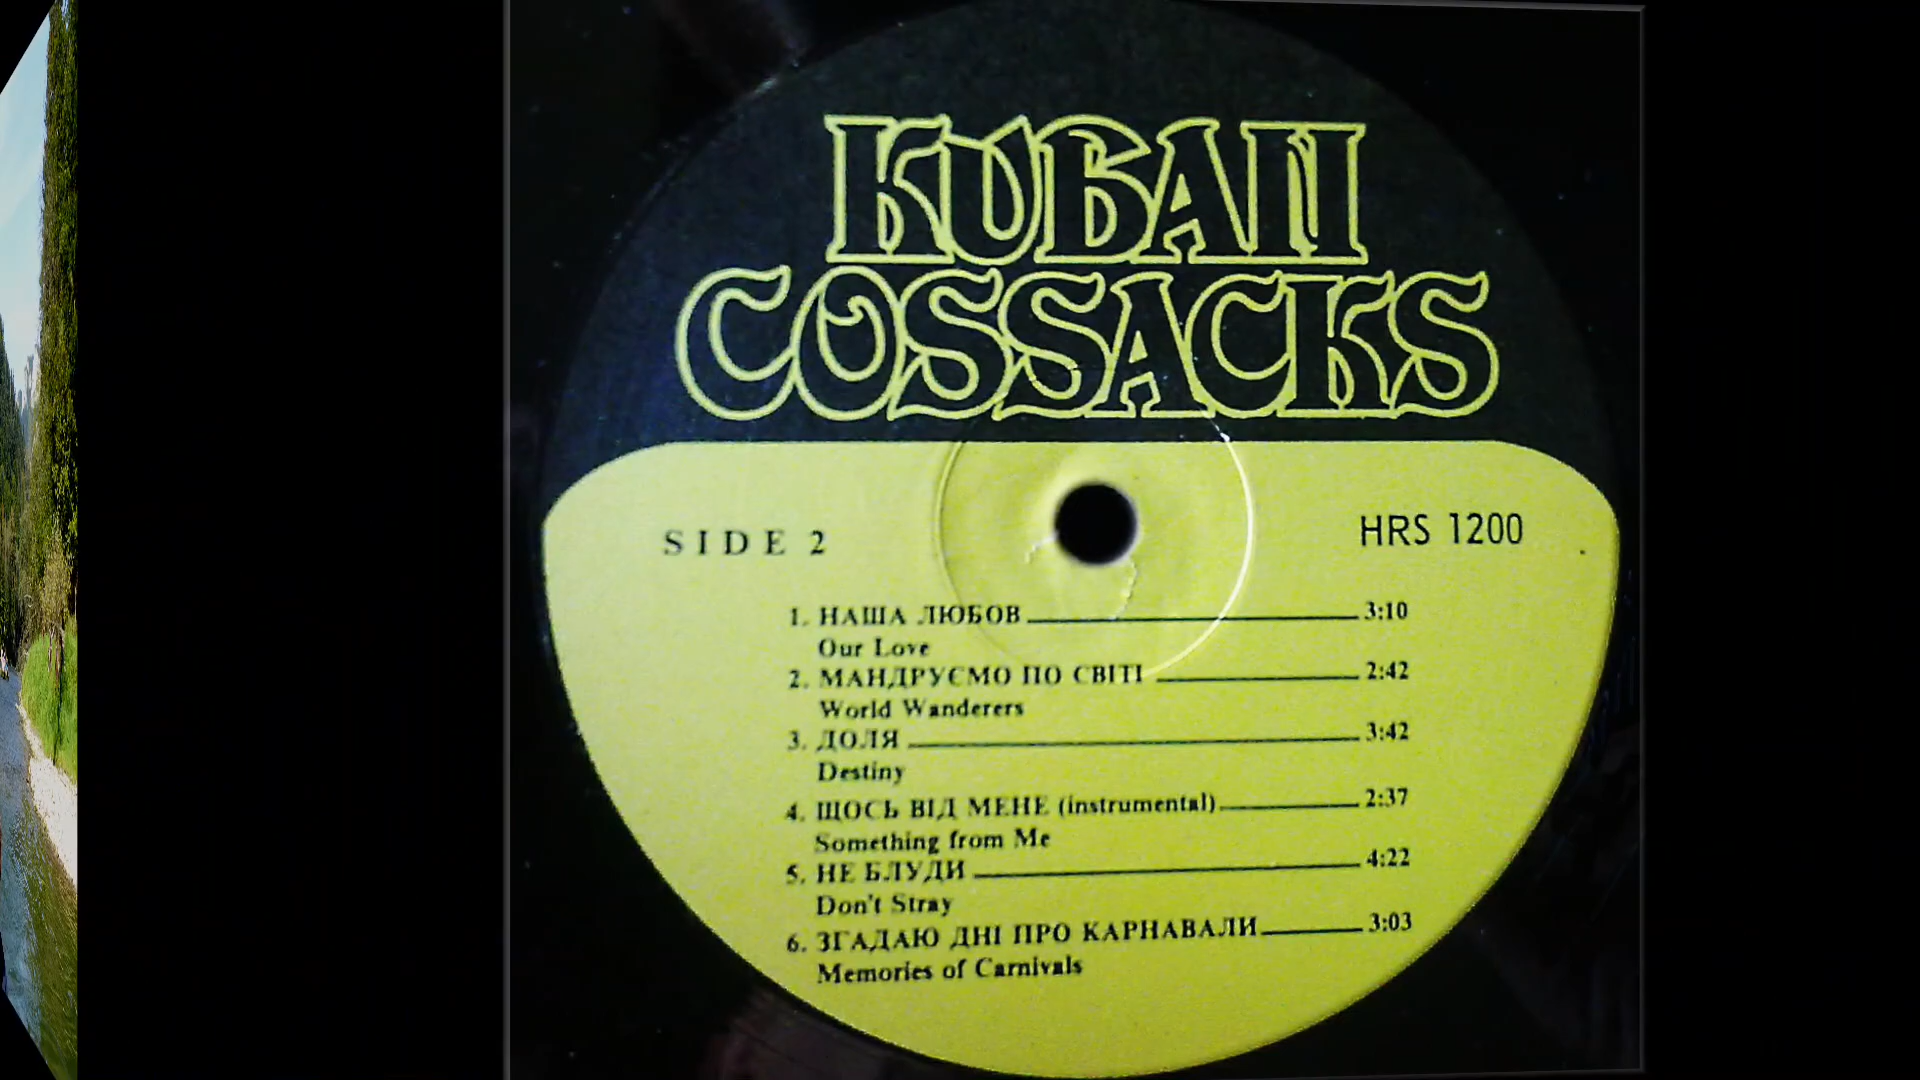 KUBAN
COSSACKS
SIDE 2
HRS 1200
1. НАША ЛЮБОВ 3:10
Our Love
2. МАНДРУЄМО ПО СВІТІ 2:42
World Wanderers
3. ДОЛЯ 3:42
Destiny
4. ЩОСЬ ВІД МЕНЕ (instrumental) 2:37
Something from Me
5. НЕ БЛУДИ 4:22
Don't Stray
6. ЗГАДАЮ ДНІ ПРО КАРНАВАЛИ 3:03
Memories of Carnivals